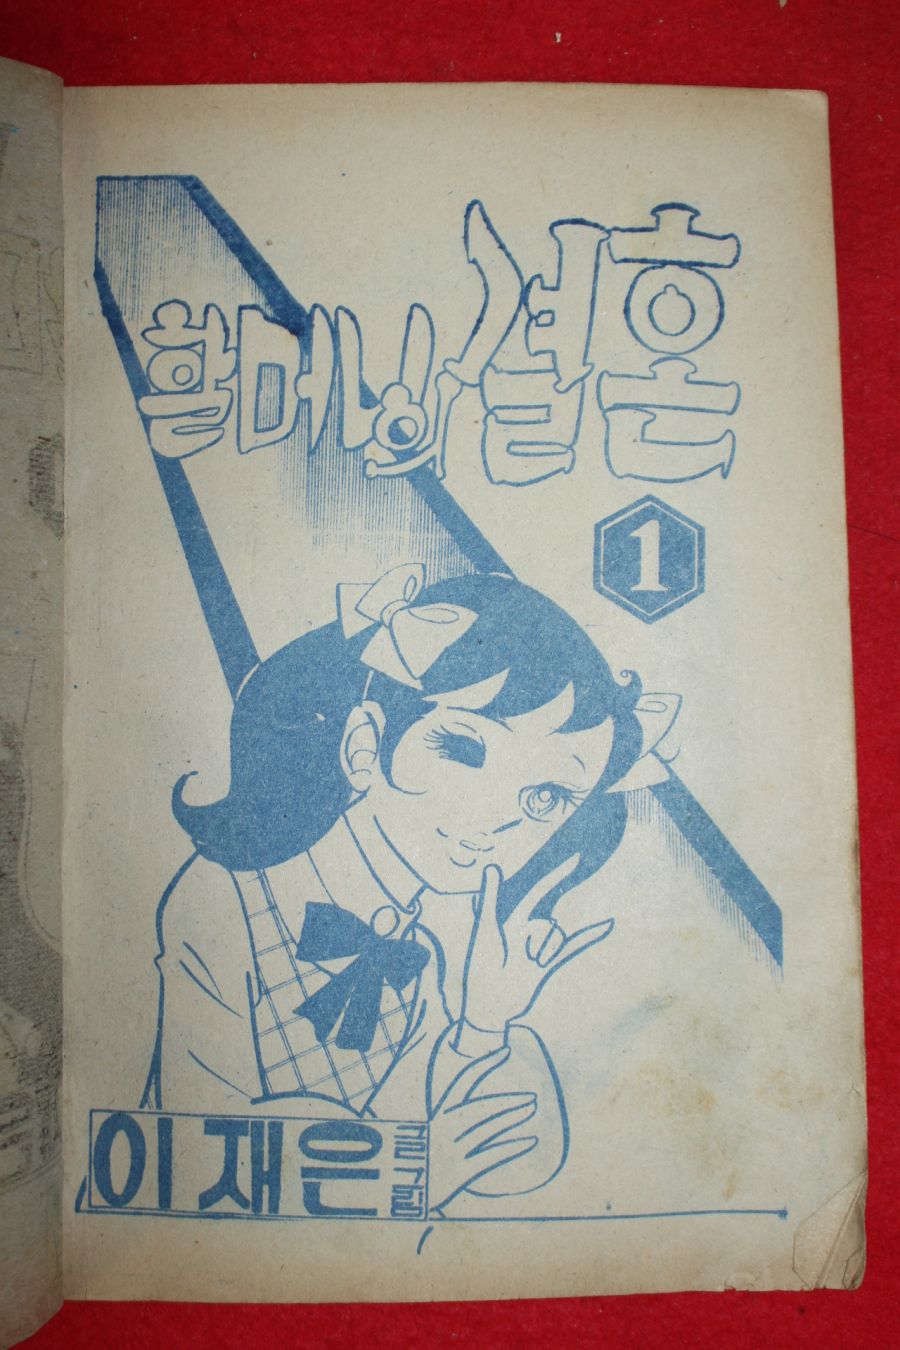 할머니의 결혼
1
이재은 글 그림